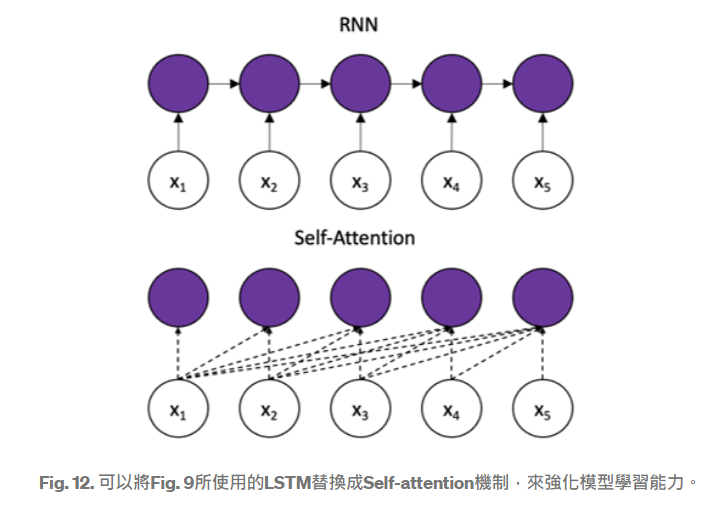 RNN
x₁ x₂ x₃ x₄ x₅
Self-Attention
x₁ x₂ x₃ x₄ x₅
Fig. 12. 可以將Fig. 9所使用的LSTM替換成Self-attention機制，來強化模型學習能力。